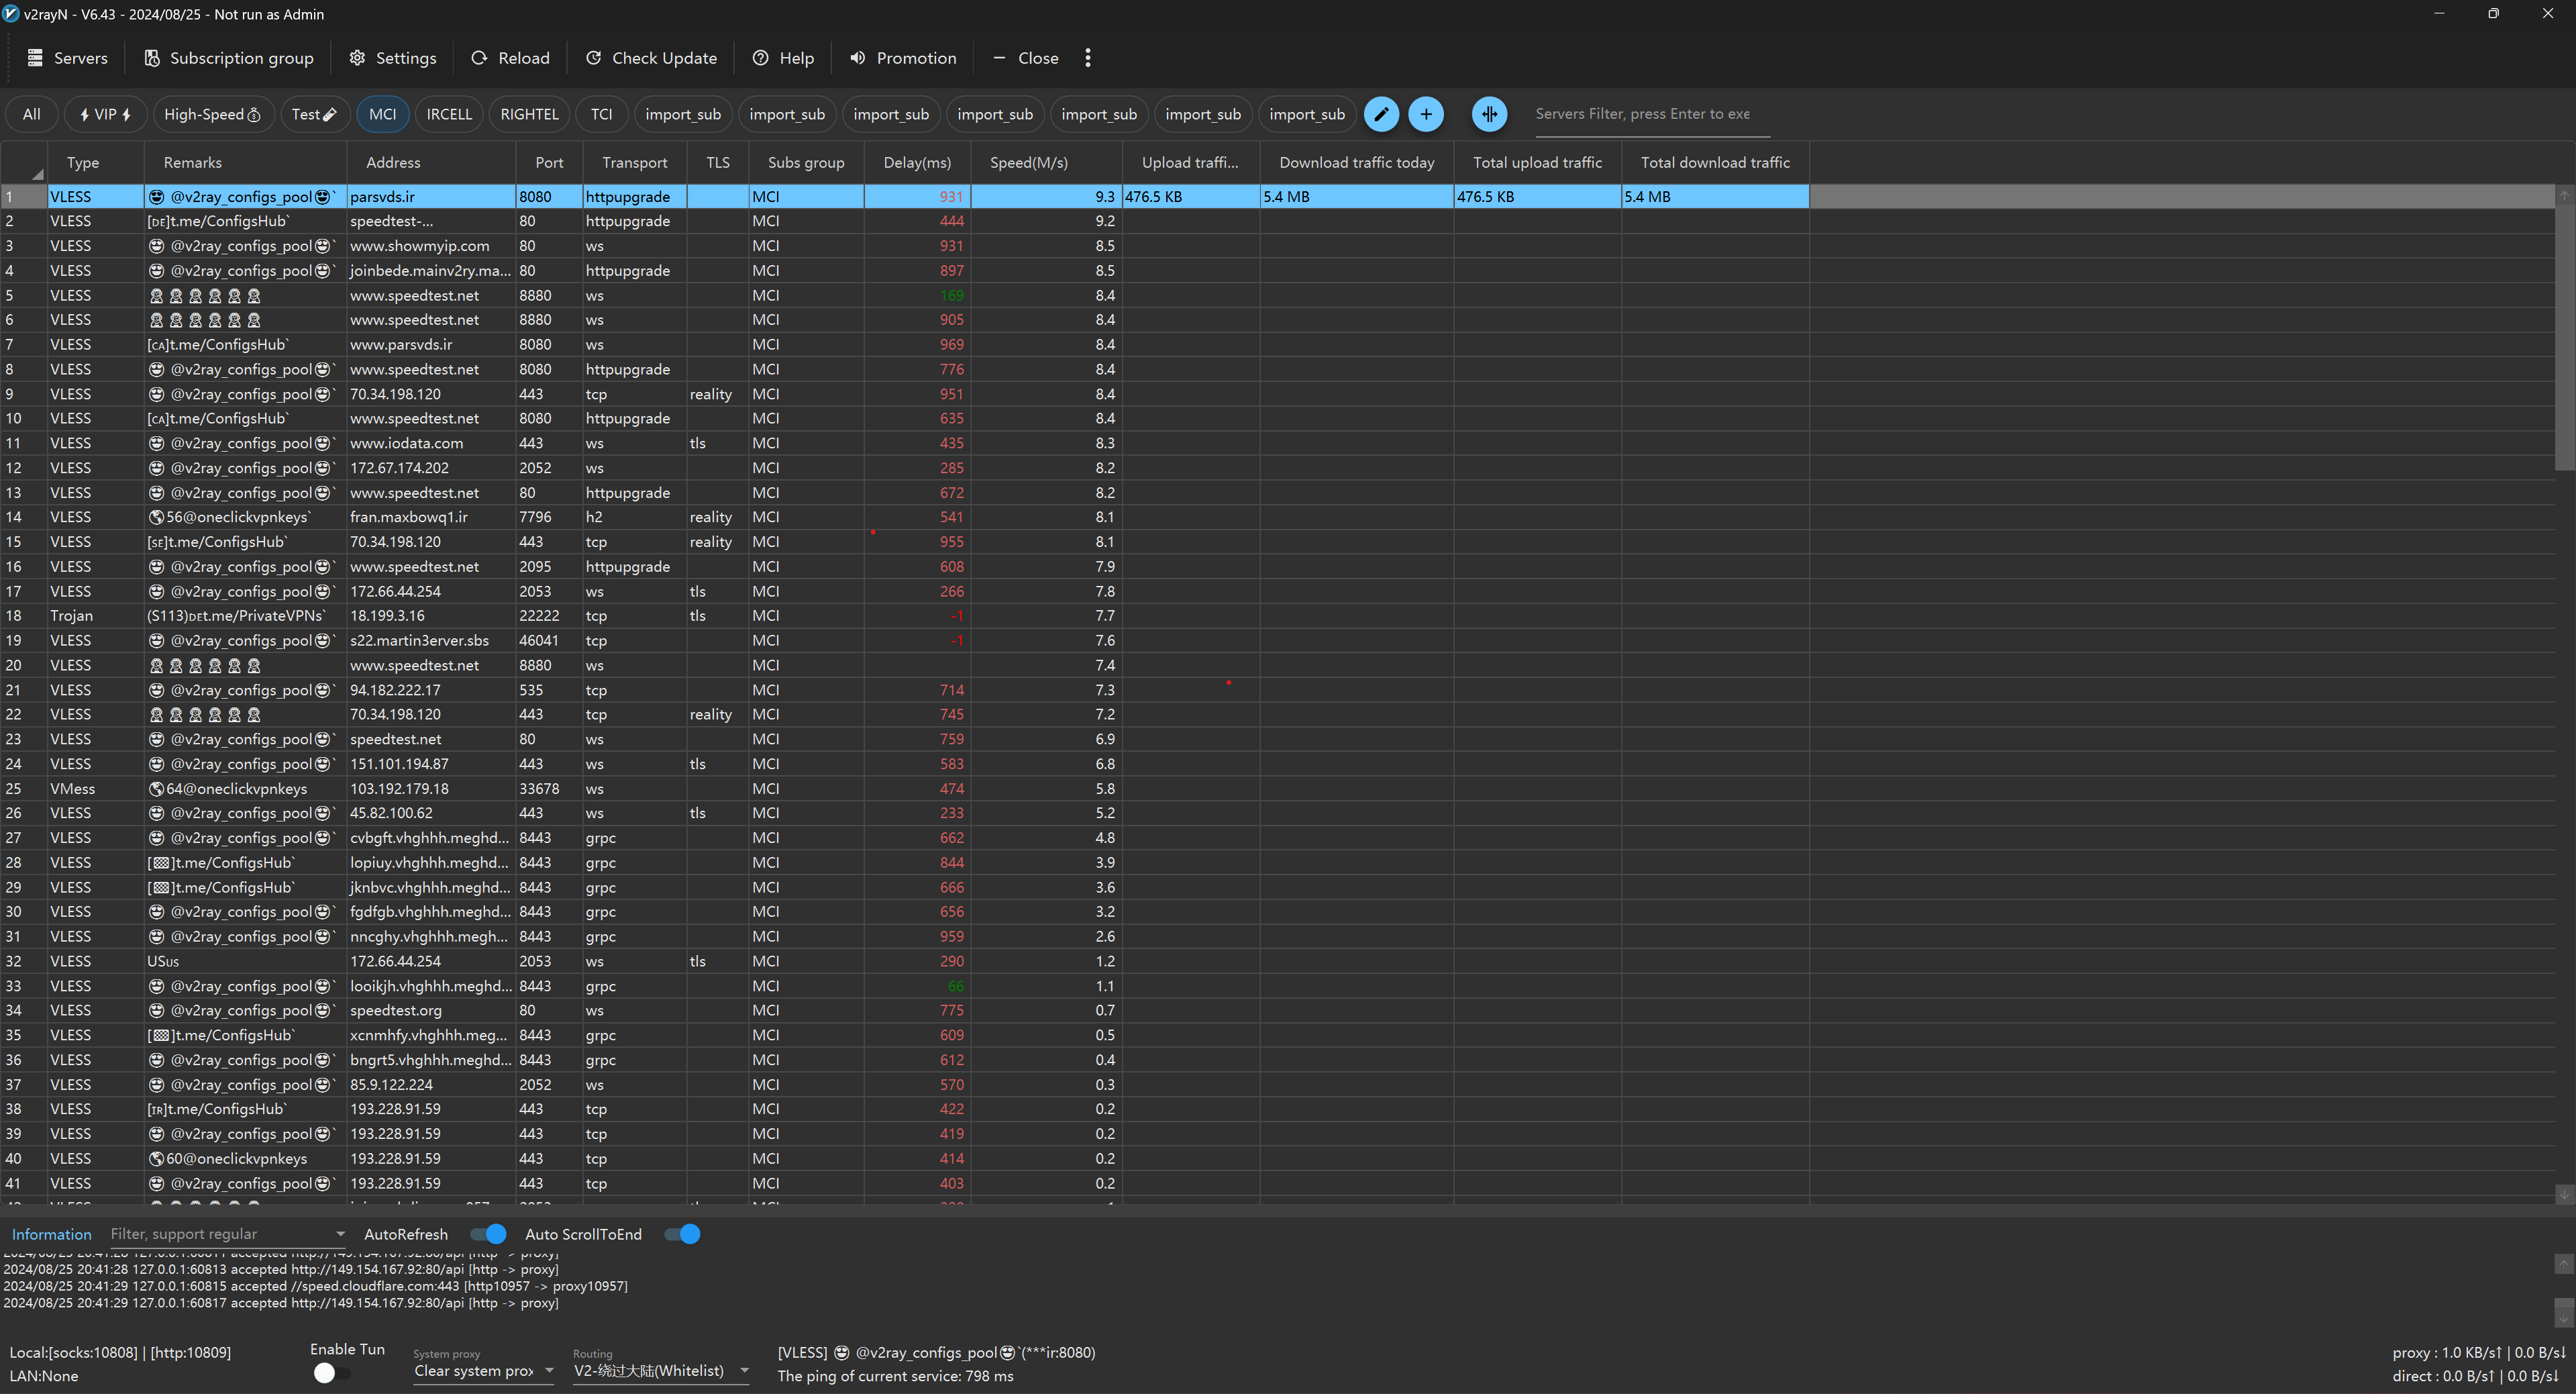 v2rayN - V6.43 - 2024/08/25 - Not run as Admin
Servers Subscription group Settings Reload Check Update Help Promotion Close
All VIP High-Speed Test MCI IRCELL RIGHTEL TCI import_sub import_sub import_sub import_sub import_sub import_sub import_sub Servers Filter, press Enter to exe
Type Remarks Address Port Transport TLS Subs group Delay(ms) Speed(M/s) Upload traffi... Download traffic today Total upload traffic Total download traffic
1 VLESS 😍 @v2ray_configs_pool😍` parsvds.ir 8080 httpupgrade MCI 931 9.3 476.5 KB 5.4 MB 476.5 KB 5.4 MB
2 VLESS [DE]t.me/ConfigsHub` speedtest-... 80 httpupgrade MCI 444 9.2
3 VLESS 😍 @v2ray_configs_pool😍` www.showmyip.com 80 ws MCI 931 8.5
4 VLESS 😍 @v2ray_configs_pool😍` joinbede.mainv2ry.ma... 80 httpupgrade MCI 897 8.5
5 VLESS www.speedtest.net 8880 ws MCI 169 8.4
6 VLESS www.speedtest.net 8880 ws MCI 905 8.4
7 VLESS [CA]t.me/ConfigsHub` www.parsvds.ir 8080 ws MCI 969 8.4
8 VLESS 😍 @v2ray_configs_pool😍` www.speedtest.net 8080 httpupgrade MCI 776 8.4
9 VLESS 😍 @v2ray_configs_pool😍` 70.34.198.120 443 tcp reality MCI 951 8.4
10 VLESS [CA]t.me/ConfigsHub` www.speedtest.net 8080 httpupgrade MCI 635 8.4
11 VLESS 😍 @v2ray_configs_pool😍` www.iodata.com 443 ws tls MCI 435 8.3
12 VLESS 😍 @v2ray_configs_pool😍` 172.67.174.202 2052 ws MCI 285 8.2
13 VLESS 😍 @v2ray_configs_pool😍` www.speedtest.net 80 httpupgrade MCI 672 8.2
14 VLESS 🌎56@oneclickvpnkeys` fran.maxbowq1.ir 7796 h2 reality MCI 541 8.1
15 VLESS [SE]t.me/ConfigsHub` 70.34.198.120 443 tcp reality MCI 955 8.1
16 VLESS 😍 @v2ray_configs_pool😍` www.speedtest.net 2095 httpupgrade MCI 608 7.9
17 VLESS 😍 @v2ray_configs_pool😍` 172.66.44.254 2053 ws tls MCI 266 7.8
18 Trojan (S113)DEt.me/PrivateVPNs` 18.199.3.16 22222 tcp tls MCI -1 7.7
19 VLESS 😍 @v2ray_configs_pool😍` s22.martin3erver.sbs 46041 tcp MCI -1 7.6
20 VLESS www.speedtest.net 8880 ws MCI 7.4
21 VLESS 😍 @v2ray_configs_pool😍` 94.182.222.17 535 tcp MCI 714 7.3
22 VLESS 70.34.198.120 443 tcp reality MCI 745 7.2
23 VLESS 😍 @v2ray_configs_pool😍` speedtest.net 80 ws MCI 759 6.9
24 VLESS 😍 @v2ray_configs_pool😍` 151.101.194.87 443 ws tls MCI 583 6.8
25 VMess 🌎64@oneclickvpnkeys 103.192.179.18 33678 ws MCI 474 5.8
26 VLESS 😍 @v2ray_configs_pool😍` 45.82.100.62 443 ws tls MCI 233 5.2
27 VLESS 😍 @v2ray_configs_pool😍` cvbgft.vhghhh.meghd... 8443 grpc MCI 662 4.8
28 VLESS [🏁]t.me/ConfigsHub` lopiuy.vhghhh.meghd... 8443 grpc MCI 844 3.9
29 VLESS [🏁]t.me/ConfigsHub` jknbvc.vhghhh.meghd... 8443 grpc MCI 666 3.6
30 VLESS 😍 @v2ray_configs_pool😍` fgdfgb.vhghhh.meghd... 8443 grpc MCI 656 3.2
31 VLESS 😍 @v2ray_configs_pool😍` nncghy.vhghhh.megh... 8443 grpc MCI 959 2.6
32 VLESS USus 172.66.44.254 2053 ws tls MCI 290 1.2
33 VLESS 😍 @v2ray_configs_pool😍` looikjh.vhghhh.meghd... 8443 grpc MCI 66 1.1
34 VLESS 😍 @v2ray_configs_pool😍` speedtest.org 80 ws MCI 775 0.7
35 VLESS [🏁]t.me/ConfigsHub` xcnmhfy.vhghhh.meg... 8443 grpc MCI 609 0.5
36 VLESS 😍 @v2ray_configs_pool😍` bngrt5.vhghhh.meghd... 8443 grpc MCI 612 0.4
37 VLESS 😍 @v2ray_configs_pool😍` 85.9.122.224 2052 ws MCI 570 0.3
38 VLESS [IR]t.me/ConfigsHub` 193.228.91.59 443 tcp MCI 422 0.2
39 VLESS 😍 @v2ray_configs_pool😍` 193.228.91.59 443 tcp MCI 419 0.2
40 VLESS 🌎60@oneclickvpnkeys 193.228.91.59 443 tcp MCI 414 0.2
41 VLESS 😍 @v2ray_configs_pool😍` 193.228.91.59 443 tcp MCI 403 0.2
Information Filter, support regular AutoRefresh Auto ScrollToEnd
2024/08/25 20:41:28 127.0.0.1:60811 accepted http://149.154.167.92:80/api [http -> proxy]
2024/08/25 20:41:28 127.0.0.1:60813 accepted http://149.154.167.92:80/api [http -> proxy]
2024/08/25 20:41:29 127.0.0.1:60815 accepted //speed.cloudflare.com:443 [http10957 -> proxy10957]
2024/08/25 20:41:29 127.0.0.1:60817 accepted http://149.154.167.92:80/api [http -> proxy]
Local:[socks:10808] | [http:10809]
LAN:None
Enable Tun
System proxy
Clear system prox
Routing
V2-绕过大陆(Whitelist)
[VLESS] 😍 @v2ray_configs_pool😍`(***ir:8080)
The ping of current service: 798 ms
proxy : 1.0 KB/s↑ | 0.0 B/s↓
direct : 0.0 B/s↑ | 0.0 B/s↓